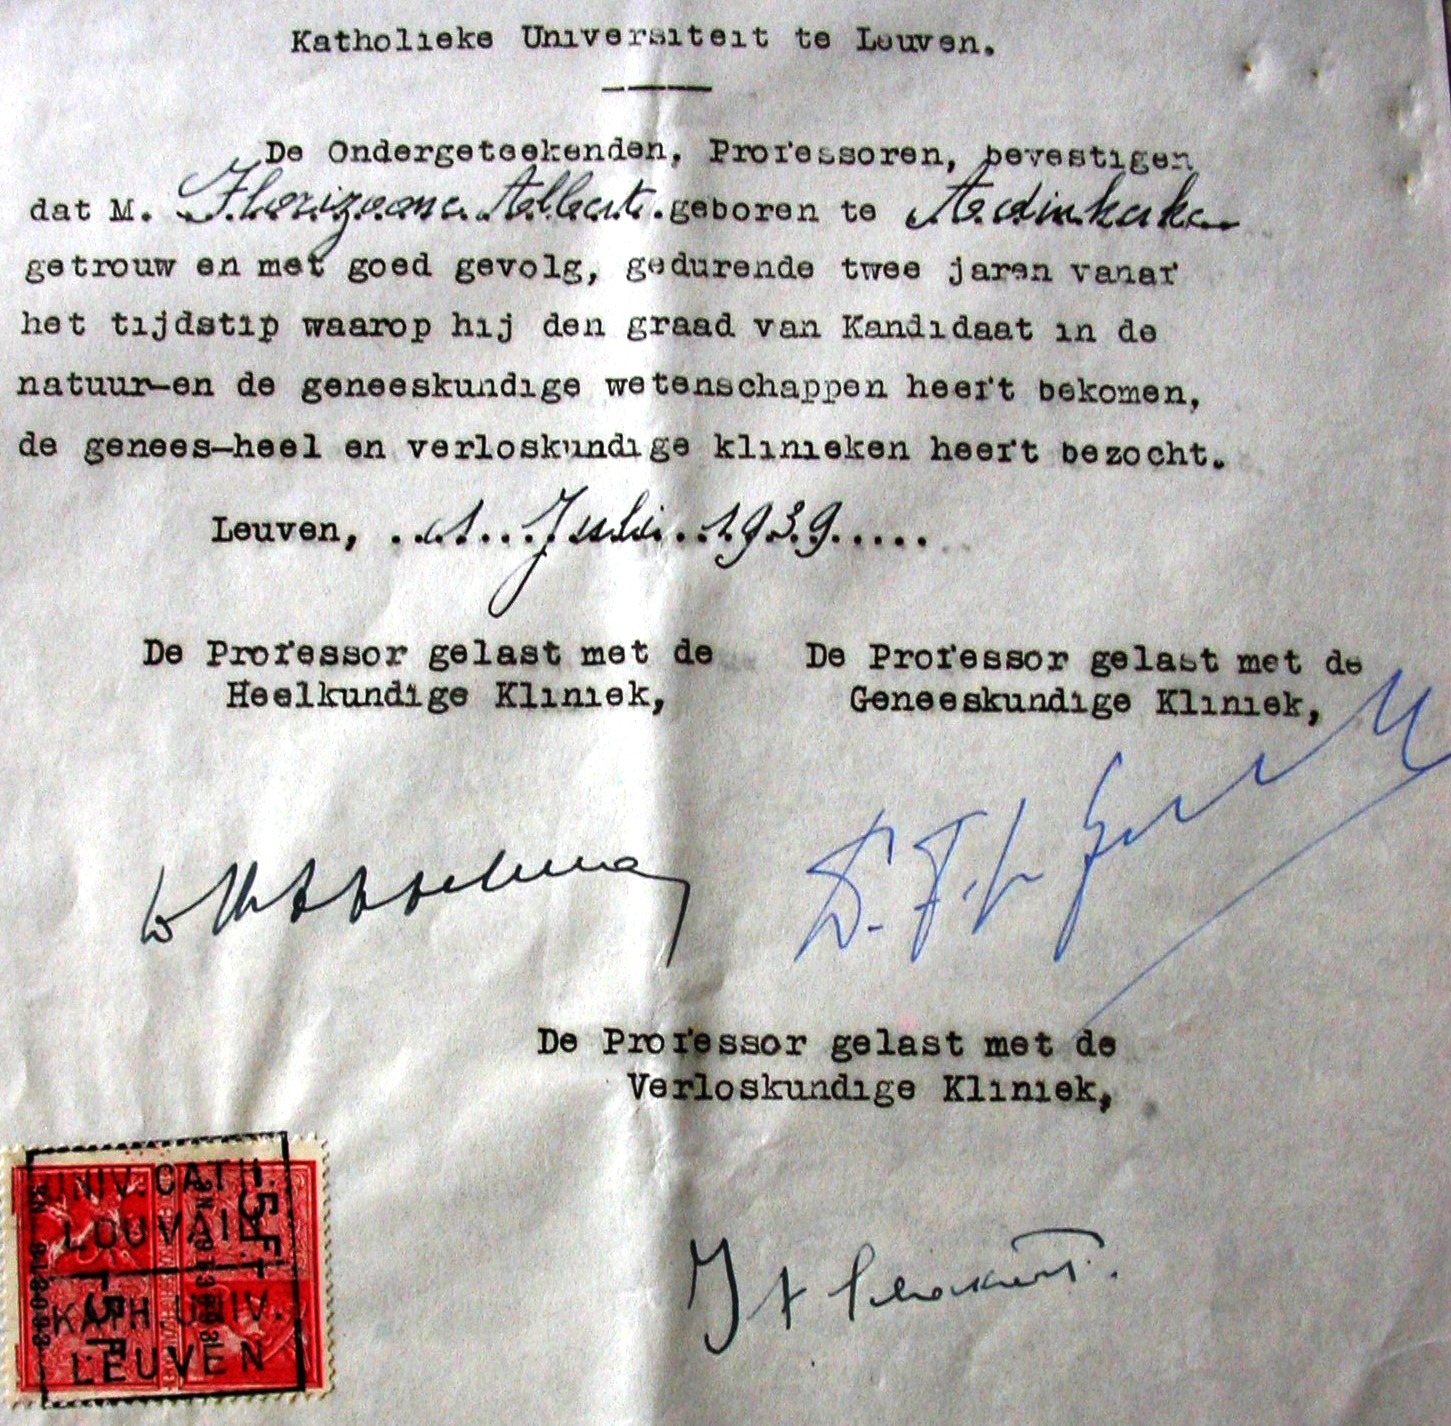 Katholieke Universiteit te Leuven.
De Ondergeteekenden, Professoren, bevestigen
dat M. Florizoone Albert. geboren te Adinkerke
getrouw en met goed gevolg, gedurende twee jaren vanaf
het tijdstip waarop hij den graad van Kandidaat in de
natuur-en de geneeskundige wetenschappen heeft bekomen,
de genees-heel en verloskundige klinieken heeft bezocht.
Leuven, ..1...Juli..1939.....
De Professor gelast met de
Heelkundige Kliniek,
De Professor gelast met de
Geneeskundige Kliniek,
De Professor gelast met de
Verloskundige Kliniek,
UNIV. CATH.
LOUVAIN
KATH. UNIV.
LEUVEN
5F
5F